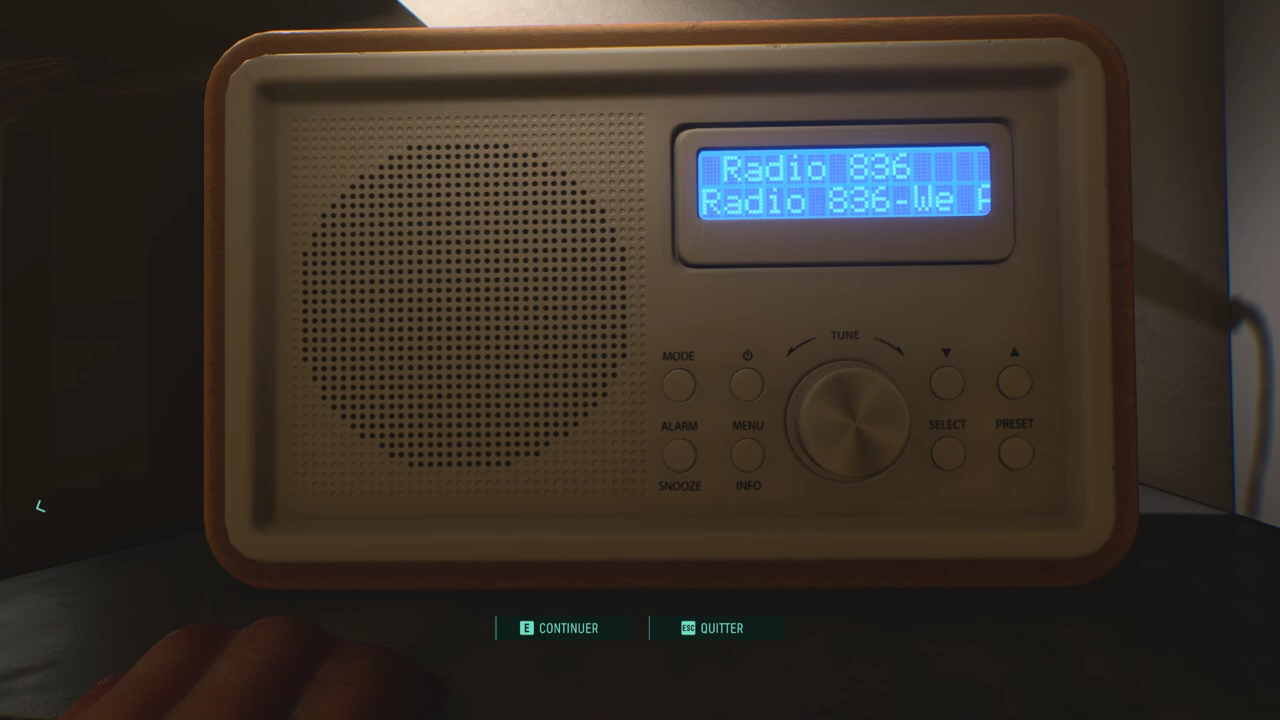 Radio 836
Radio 836-We
TUNE
MODE
ALARM
MENU
SELECT
PRESET
SNOOZE
INFO
E CONTINUER
ESC QUITTER